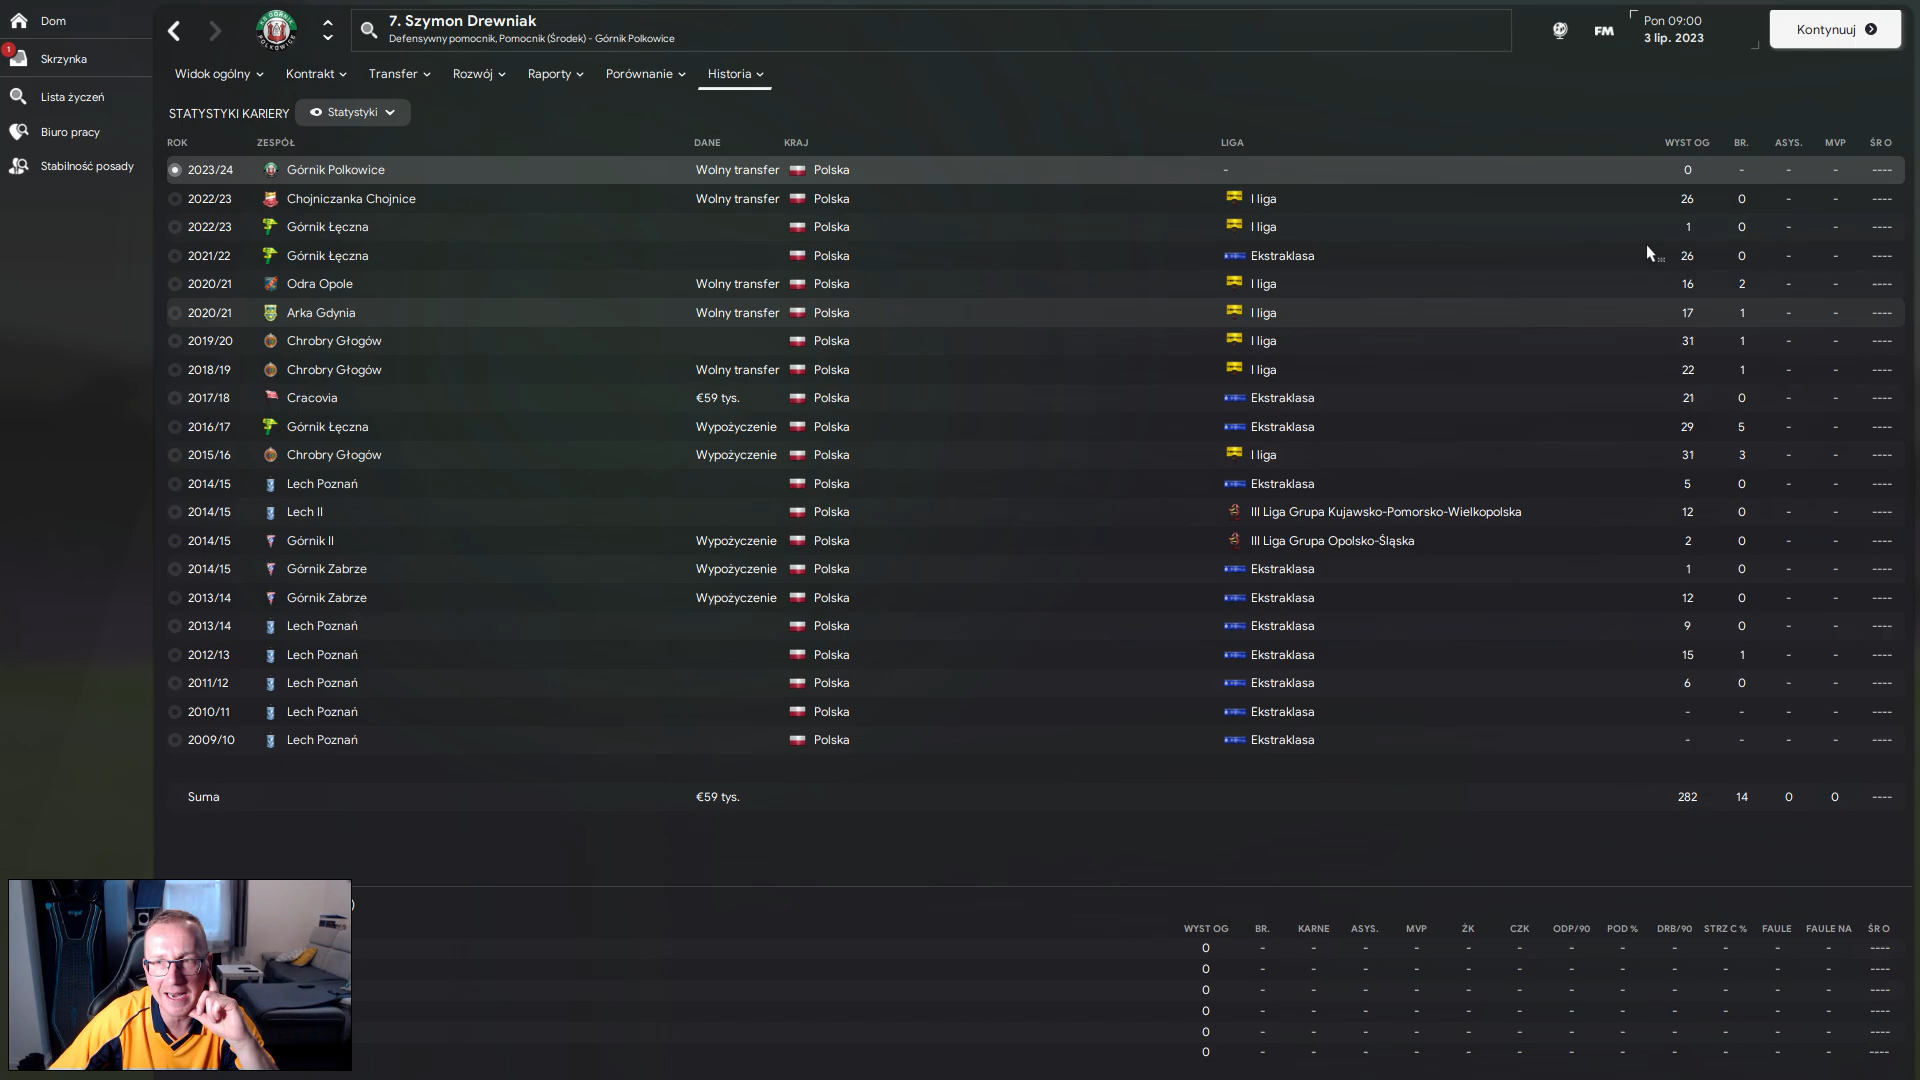 Dom
1
Skrzynka
Lista życzeń
Biuro pracy
Stabilność posady
7. Szymon Drewniak
Defensywny pomocnik, Pomocnik (Środek) - Górnik Polkowice
FM
Pon 09:00
3 lip. 2023
Kontynuuj
Widok ogólny Kontrakt Transfer Rozwój Raporty Porównanie Historia
STATYSTYKI KARIERY Statystyki
ROK ZESPÓŁ DANE KRAJ LIGA WYST OG BR. ASYS. MVP ŚR O
2023/24 Górnik Polkowice Wolny transfer Polska - 0 - - - ----
2022/23 Chojniczanka Chojnice Wolny transfer Polska I liga 26 0 - - ----
2022/23 Górnik Łęczna Polska I liga 1 0 - - ----
2021/22 Górnik Łęczna Polska Ekstraklasa 26 0 - - ----
2020/21 Odra Opole Wolny transfer Polska I liga 16 2 - - ----
2020/21 Arka Gdynia Wolny transfer Polska I liga 17 1 - - ----
2019/20 Chrobry Głogów Polska I liga 31 1 - - ----
2018/19 Chrobry Głogów Wolny transfer Polska I liga 22 1 - - ----
2017/18 Cracovia €59 tys. Polska Ekstraklasa 21 0 - - ----
2016/17 Górnik Łęczna Wypożyczenie Polska Ekstraklasa 29 5 - - ----
2015/16 Chrobry Głogów Wypożyczenie Polska I liga 31 3 - - ----
2014/15 Lech Poznań Polska Ekstraklasa 5 0 - - ----
2014/15 Lech II Polska III Liga Grupa Kujawsko-Pomorsko-Wielkopolska 12 0 - - ----
2014/15 Górnik II Wypożyczenie Polska III Liga Grupa Opolsko-Śląska 2 0 - - ----
2014/15 Górnik Zabrze Wypożyczenie Polska Ekstraklasa 1 0 - - ----
2013/14 Górnik Zabrze Wypożyczenie Polska Ekstraklasa 12 0 - - ----
2013/14 Lech Poznań Polska Ekstraklasa 9 0 - - ----
2012/13 Lech Poznań Polska Ekstraklasa 15 1 - - ----
2011/12 Lech Poznań Polska Ekstraklasa 6 0 - - ----
2010/11 Lech Poznań Polska Ekstraklasa - - - - ----
2009/10 Lech Poznań Polska Ekstraklasa - - - - ----
Suma €59 tys. 282 14 0 0 ----
)
WYST OG BR. KARNE ASYS. MVP ŻK CZK ODP/90 POD % DRB/90 STRZ C % FAULE FAULE NA ŚR O
0 - - - - - - - - - - - - ----
0 - - - - - - - - - - - - ----
0 - - - - - - - - - - - - ----
0 - - - - - - - - - - - - ----
0 - - - - - - - - - - - - ----
0 - - - - - - - - - - - - ----